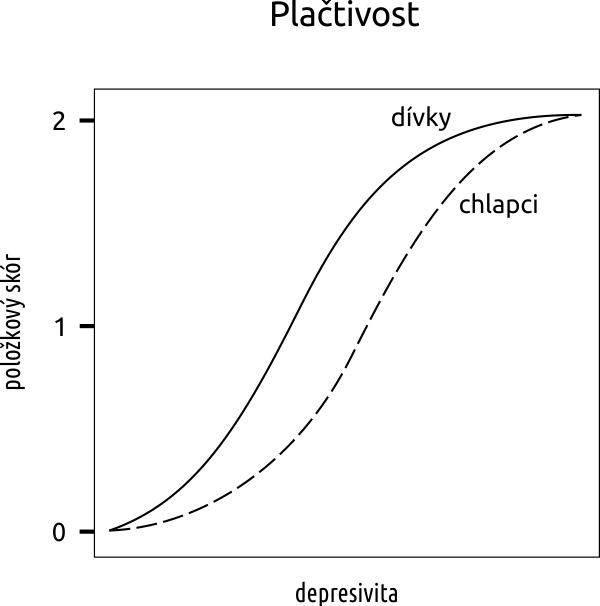 Plačtivost
2
dívky
chlapci
položkový skór
1
0
depresivita